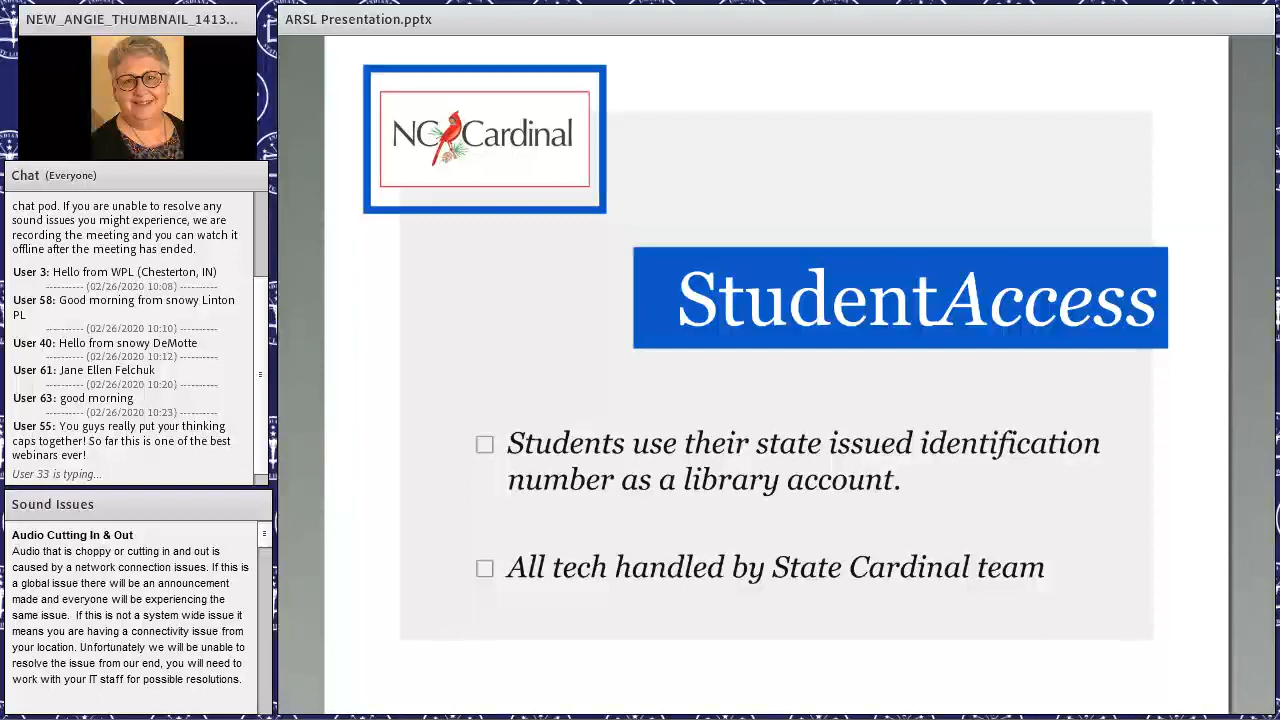 NEW_ANGIE_THUMBNAIL_1413...
ARSL Presentation.pptx
Chat (Everyone)
chat pod. If you are unable to resolve any
sound issues you might experience, we are
recording the meeting and you can watch it
offline after the meeting has ended.
User 3: Hello from WPL (Chesterton, IN)
---------- (02/26/2020 10:08) ----------
User 58: Good morning from snowy Linton
PL
---------- (02/26/2020 10:10) ----------
User 40: Hello from snowy DeMotte
---------- (02/26/2020 10:12) ----------
User 61: Jane Ellen Felchuk
---------- (02/26/2020 10:20) ----------
User 63: good morning
---------- (02/26/2020 10:23) ----------
User 55: You guys really put your thinking
caps together! So far this is one of the best
webinars ever!
User 33 is typing...
Sound Issues
Audio Cutting In & Out
Audio that is choppy or cutting in and out is
caused by a network connection issues. If this is
a global issue there will be an announcement
made and everyone will be experiencing the
same issue.  If this is not a system wide issue it
means you are having a connectivity issue from
your location. Unfortunately we will be unable to
resolve the issue from our end, you will need to
work with your IT staff for possible resolutions.
NC Cardinal
StudentAccess
Students use their state issued identification
number as a library account.
All tech handled by State Cardinal team